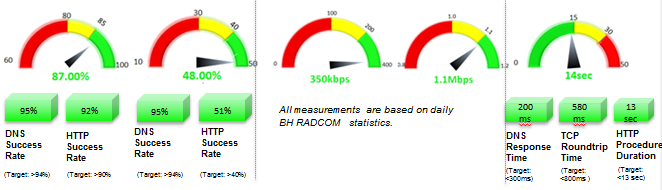 60 80 85 100
87.00%
10 30 40 50
48.00%
100 200 400
350kbps
0.8 1.0 1.1 1.2
1.1Mbps
0 15 30 50
14sec
95%
DNS
Success
Rate
(Target: >94%)
92%
HTTP
Success
Rate
(Target: >90%
95%
DNS
Success
Rate
(Target: >94%)
51%
HTTP
Success
Rate
(Target: >40%)
All measurements are based on daily
BH RADCOM statistics.
200
ms
DNS
Response
Time
(Target:
<300ms)
580
ms
TCP
Roundtrip
Time
(Target:
<800ms )
13
sec
HTTP
Procedure
Duration
(Target:
<13 sec)